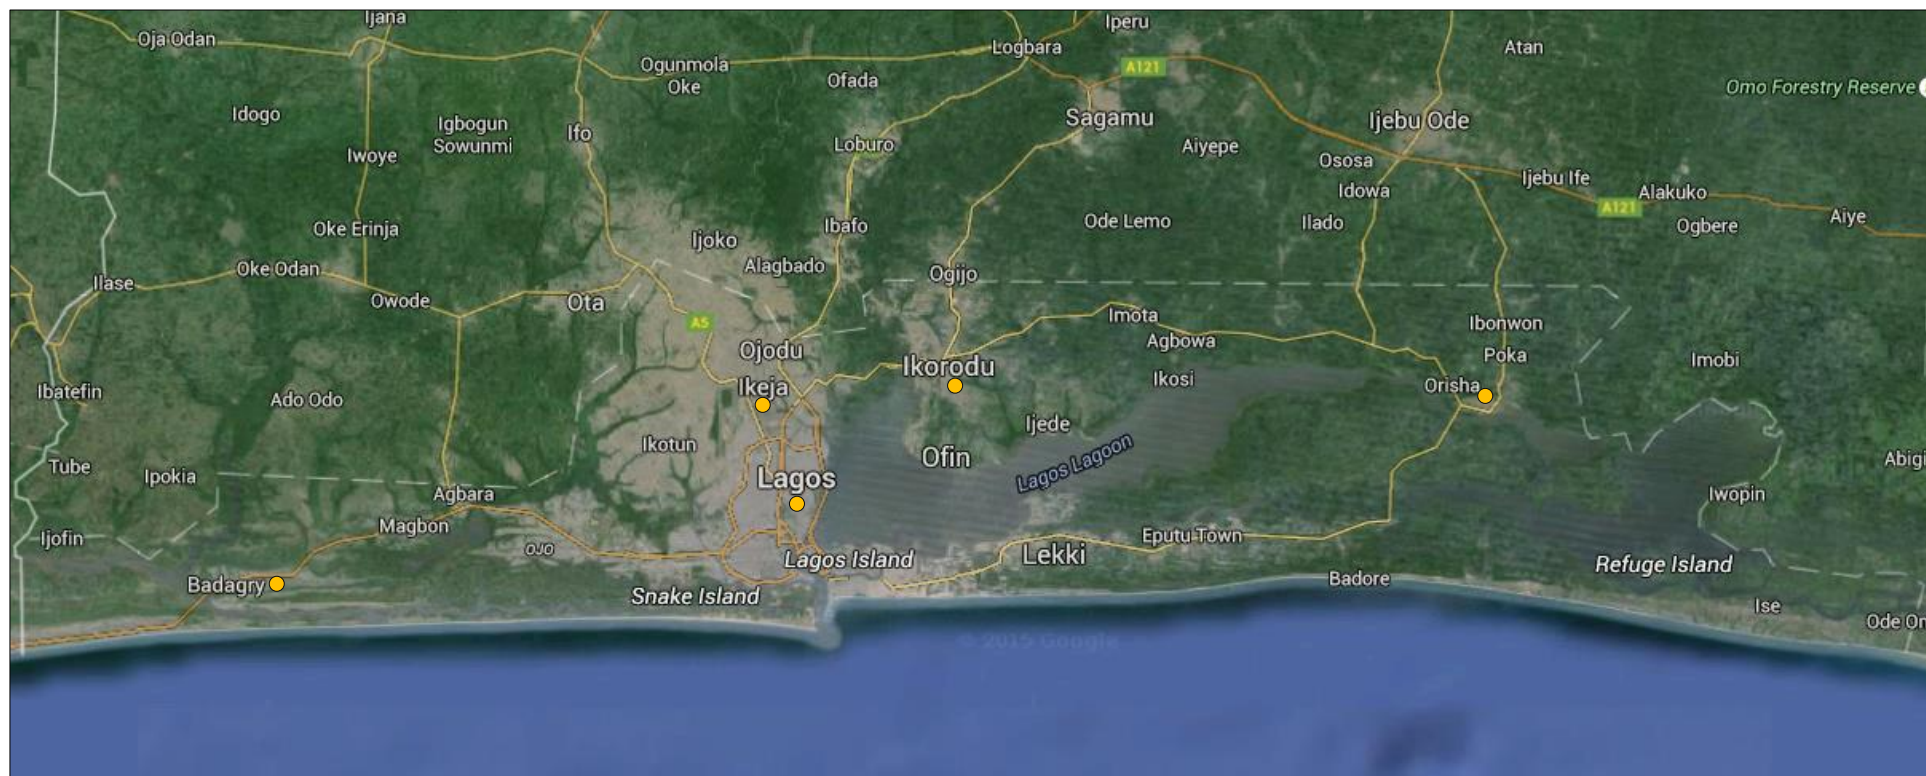 Ijana
Iperu
Oja Odan
Logbara
Atan
Ogunmola
Oke
A121
Ofada
Omo Forestry Reserve
Idogo
Igbogun
Sowunmi
Ifo
Sagamu
Ijebu Ode
Iwoye
Loburo
Aiyepe
Ososa
Ijebu Ife
Idowa
Alakuko
A121
Oke Erinja
Ibafo
Ode Lemo
Ilado
Ogbere
Aiye
Ijoko
Alagbado
Oke Odan
Ogijo
Ilase
Owode
Ota
A5
Imota
Ibonwon
Agbowa
Ojodu
Poka
Imobi
Ikorodu
Ikosi
Ikeja
Orisha
Ibatefin
Ado Odo
Ijede
Ikotun
Ofin
Lagos Lagoon
Abigi
Tube
Ipokia
Lagos
Agbara
Iwopin
Magbon
Ijofin
OJO
Eputu Town
Lagos Island
Lekki
Refuge Island
Badagry
Badore
Snake Island
Ise
Ode Om
© 2015 Google